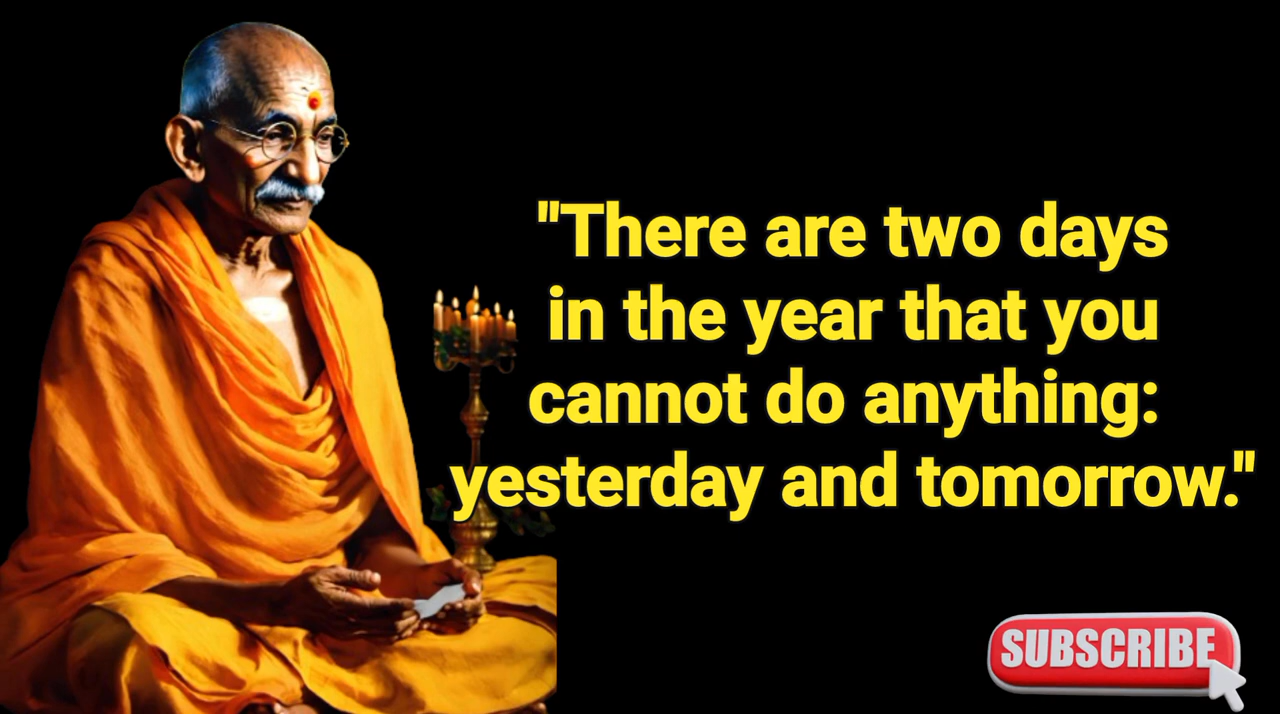 "There are two days
in the year that you
cannot do anything:
yesterday and tomorrow."
SUBSCRIBE